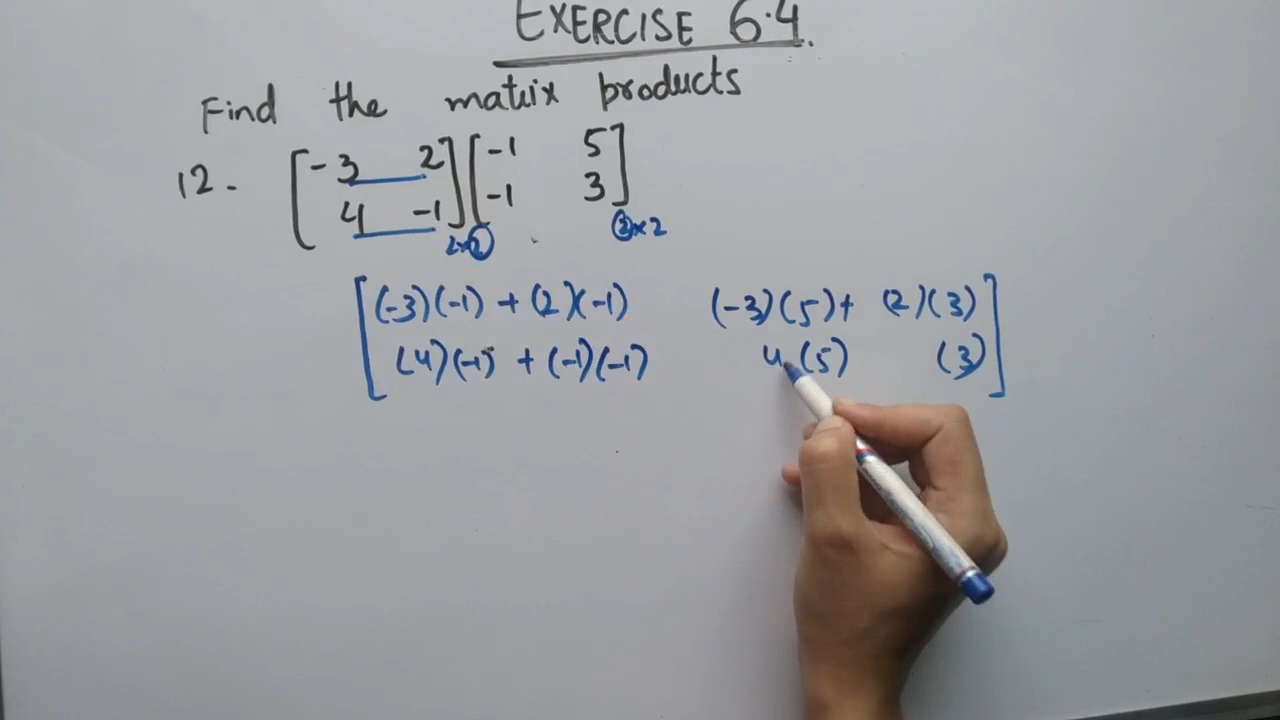 EXERCISE 6.4.
Find the matrix products
12. [-3 2][-1 5]
[4 -1][-1 3]
2×2 2×2
[(-3)(-1) + (2)(-1) (-3)(5)+ (2)(3)]
[(4)(-1) + (-1)(-1) 4(5) (3)]